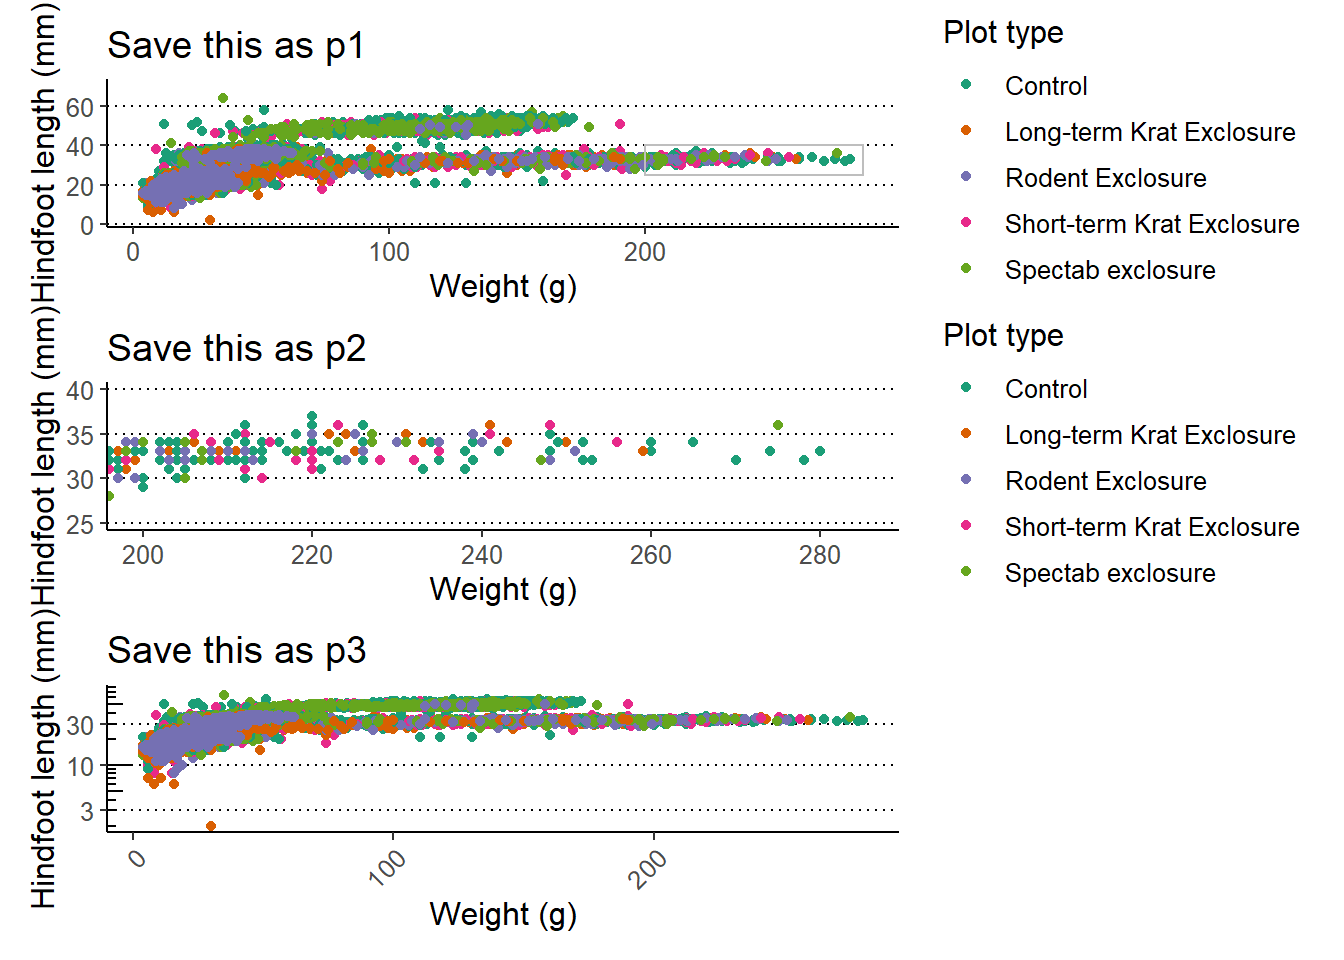 Save this as p1
Hindfoot length (mm)
60
40
20
0
0 100 200
Weight (g)
Plot type
Control
Long-term Krat Exclosure
Rodent Exclosure
Short-term Krat Exclosure
Spectab exclosure
Save this as p2
Hindfoot length (mm)
40
35
30
25
200 220 240 260 280
Weight (g)
Plot type
Control
Long-term Krat Exclosure
Rodent Exclosure
Short-term Krat Exclosure
Spectab exclosure
Save this as p3
Hindfoot length (mm)
30
10
3
0 100 200
Weight (g)